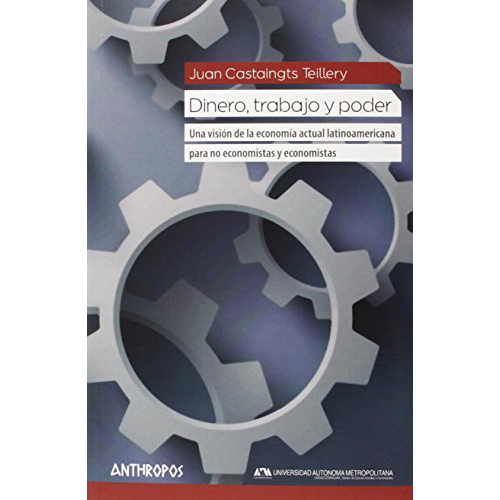 Juan Castaingts Teillery
Dinero, trabajo y poder
Una visión de la economía actual latinoamericana
para no economistas y economistas
ANTHROPOS
UNIVERSIDAD AUTONOMA METROPOLITANA